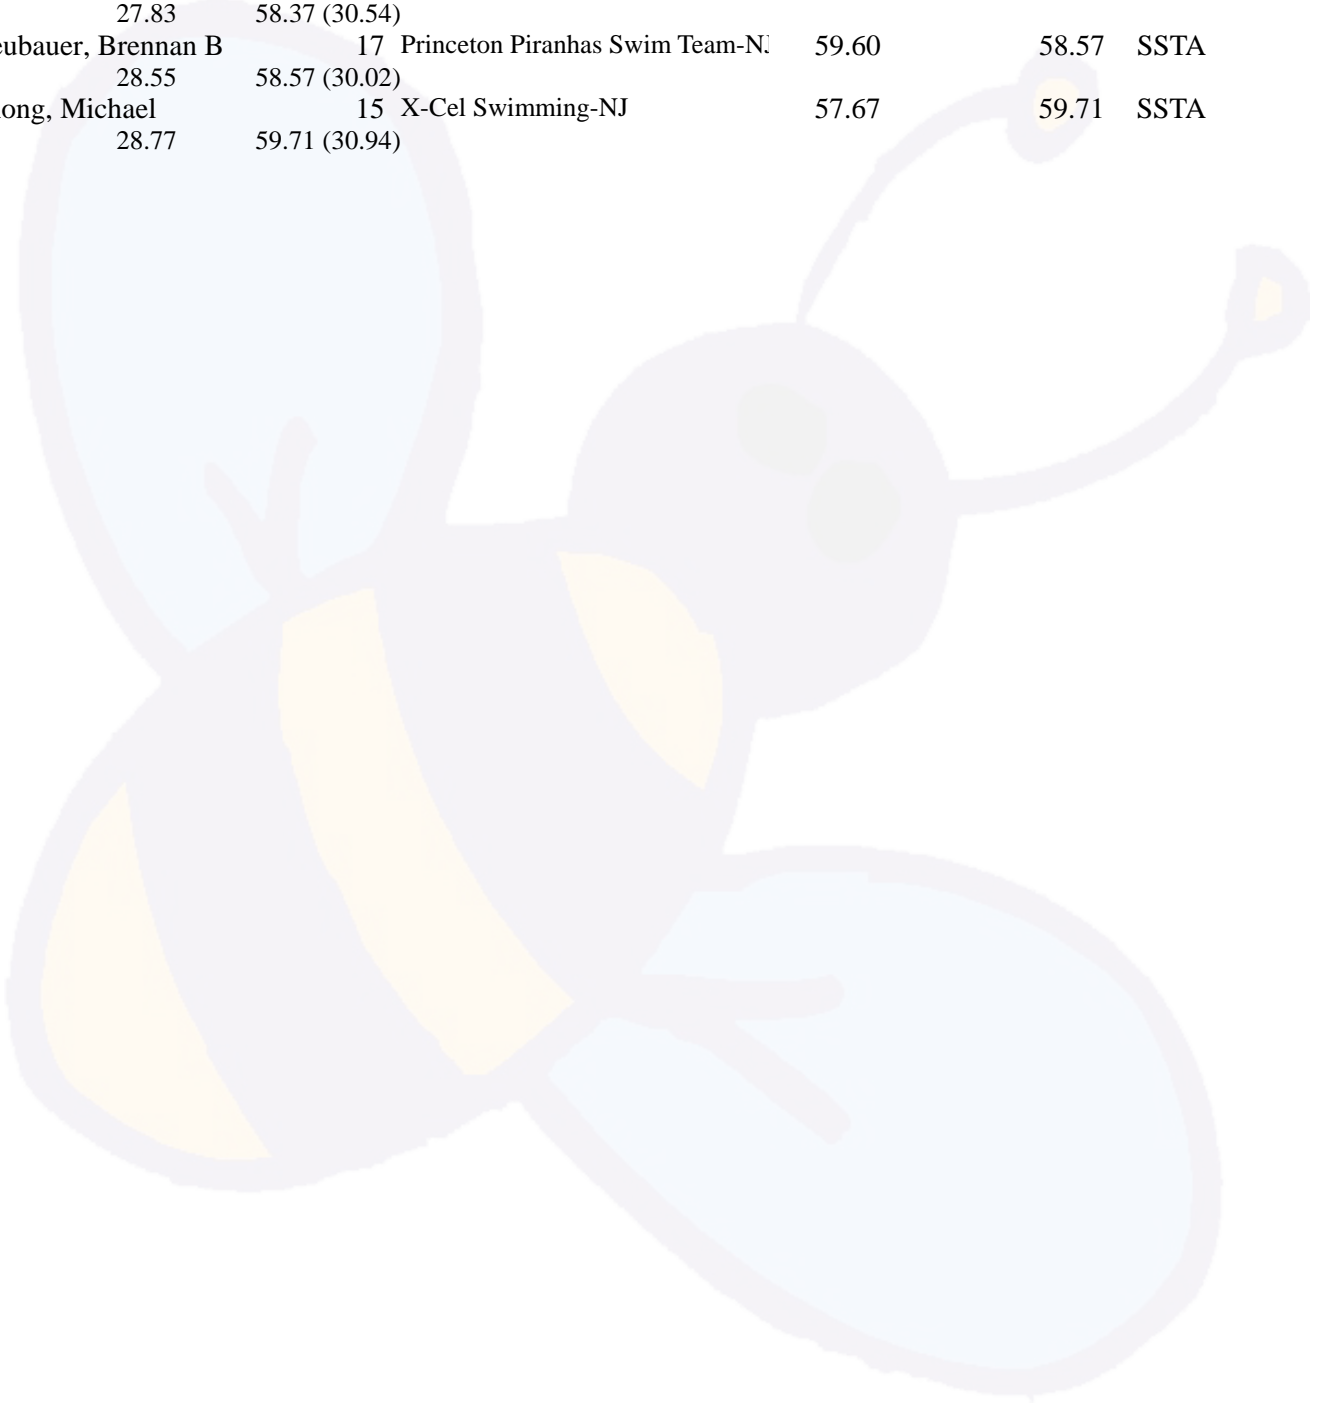 27.83 58.37 (30.54)
eubauer, Brennan B 17 Princeton Piranhas Swim Team-NJ 59.60 58.57 SSTA
28.55 58.57 (30.02)
ong, Michael 15 X-Cel Swimming-NJ 57.67 59.71 SSTA
28.77 59.71 (30.94)